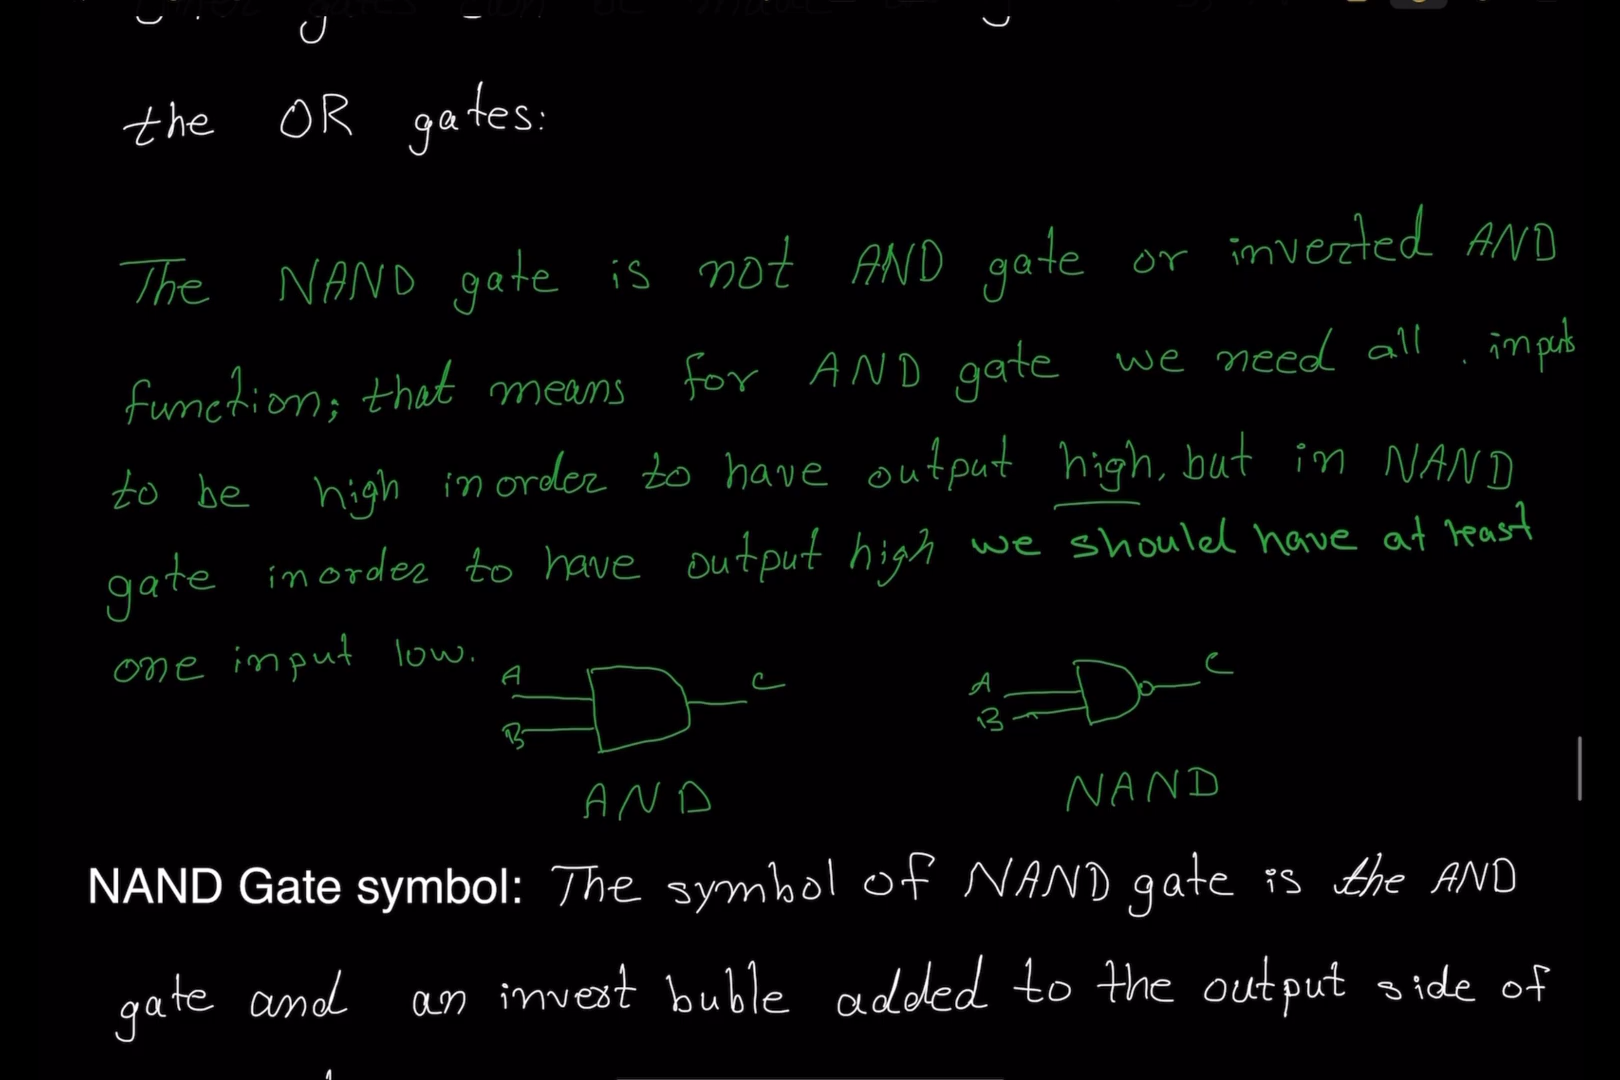 the OR gates:
The NAND gate is not AND gate or inverted AND
function; that means for AND gate we need all . inputs
to be high inorder to have output high, but in NAND
gate inorder to have output high we should have at least
one input low.
A
B
C
AND
A
B
C
NAND
NAND Gate symbol: The symbol of NAND gate is the AND
gate and an invert buble added to the output side of